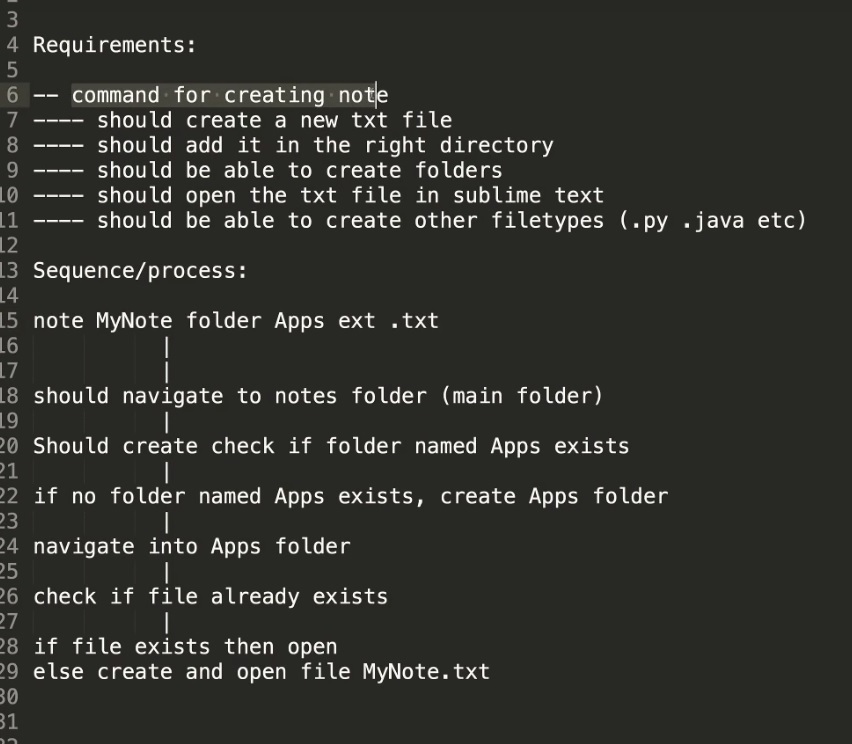 3
4 Requirements:
5
6 -- command for creating note
7 ---- should create a new txt file
8 ---- should add it in the right directory
9 ---- should be able to create folders
10 ---- should open the txt file in sublime text
11 ---- should be able to create other filetypes (.py .java etc)
12
13 Sequence/process:
14
15 note MyNote folder Apps ext .txt
16 |
17 |
18 should navigate to notes folder (main folder)
19 |
20 Should create check if folder named Apps exists
21 |
22 if no folder named Apps exists, create Apps folder
23 |
24 navigate into Apps folder
25 |
26 check if file already exists
27 |
28 if file exists then open
29 else create and open file MyNote.txt
30
31